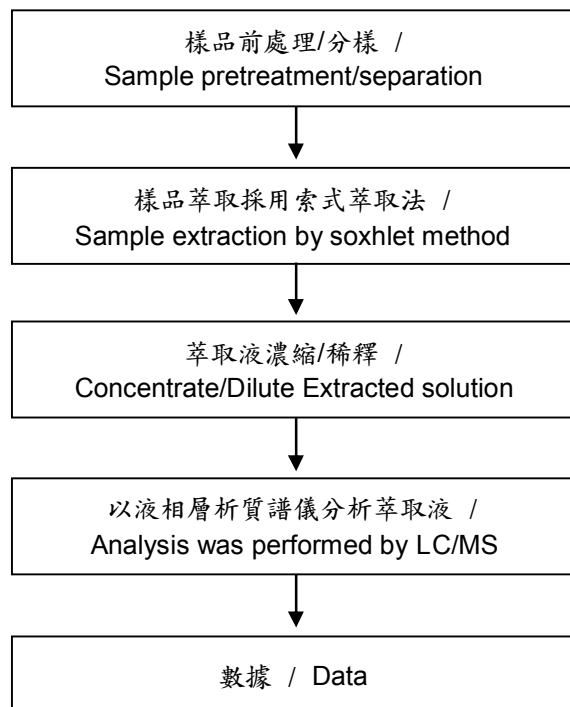 樣品前處理/分樣 /
Sample pretreatment/separation
樣品萃取採用索式萃取法 /
Sample extraction by soxhlet method
萃取液濃縮/稀釋 /
Concentrate/Dilute Extracted solution
以液相層析質譜儀分析萃取液 /
Analysis was performed by LC/MS
數據 / Data